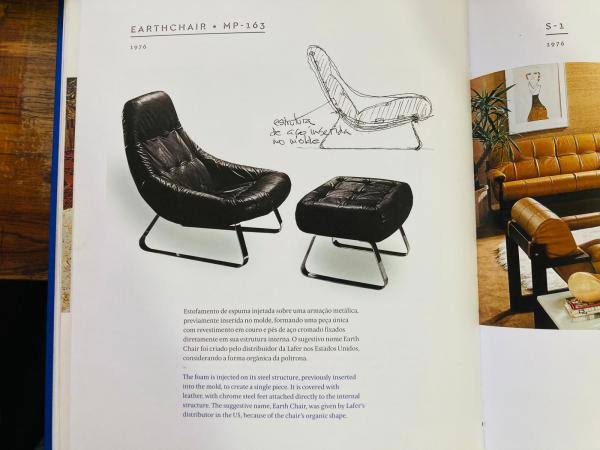 EARTHCHAIR • MP-163
1976
estrutura
de aço inserida
no molde
Estofamento de espuma injetada sobre uma armação metálica,
previamente inserida no molde, formando uma peça única
com revestimento em couro e pés de aço cromado fixados
diretamente em sua estrutura interna. O sugestivo nome Earth
Chair foi criado pelo distribuidor da Lafer nos Estados Unidos,
considerando a forma orgânica da poltrona.
–
The foam is injected on its steel structure, previously inserted
into the mold, to create a single piece. It is covered with
leather, with chrome steel feet attached directly to the internal
structure. The suggestive name, Earth Chair, was given by Lafer's
distributor in the US, because of the chair's organic shape.
S-1
1976